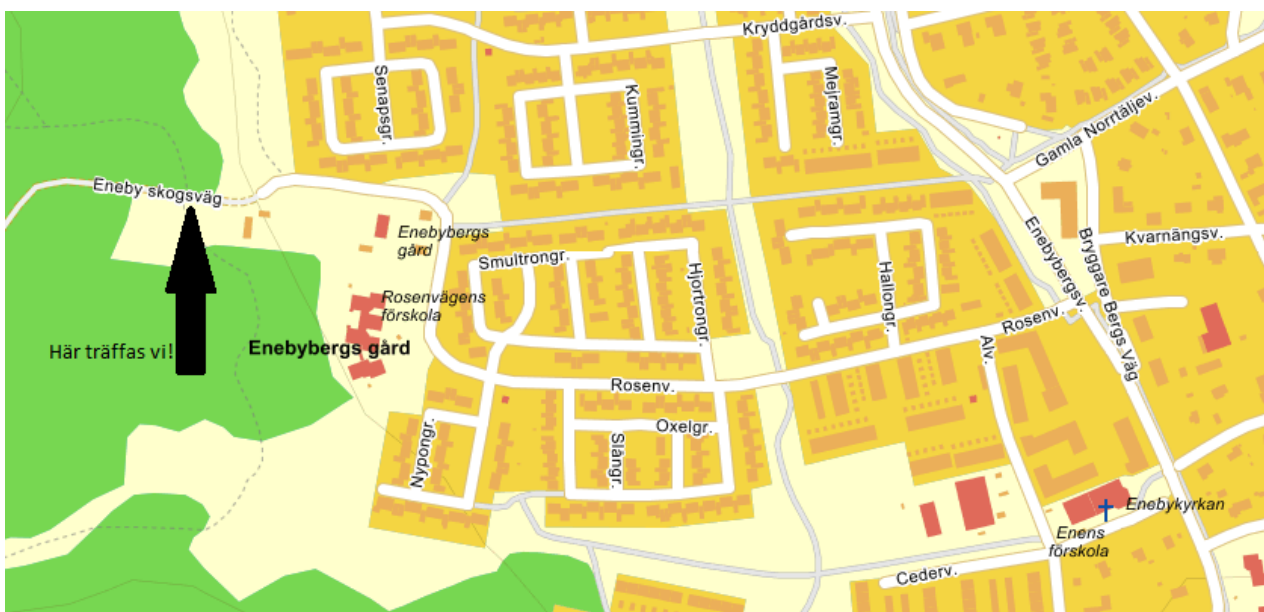 Kryddgårdsv.
Senapsgr.
Kummingr.
Mejramgr.
Gamla Norrtäljev.
Eneby skogsväg
Enebybergs
gård
Smultrongr.
Hjortrongr.
Hallongr.
Enebybergsv.
Bryggare Bergs Väg
Kvarnängsv.
Rosenvägens
förskola
Här träffas vi!
Enebybergs gård
Rosenv.
Rosenv.
Alv.
Nypongr.
Slångr.
Oxelgr.
Enebykyrkan
Enens
förskola
Cederv.